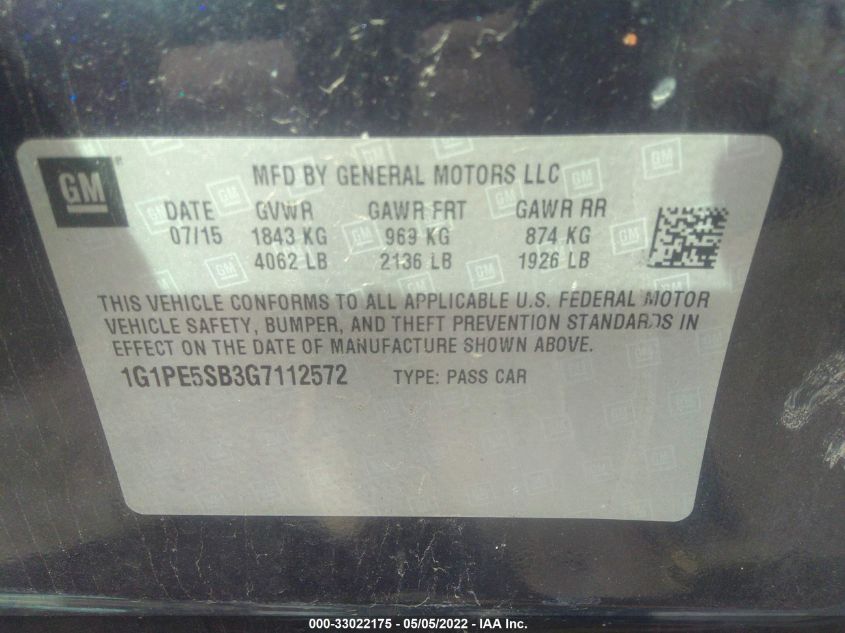 GM
MFD BY GENERAL MOTORS LLC
DATE GVWR GAWR FRT GAWR RR
07/15 1843 KG 969 KG 874 KG
4062 LB 2136 LB 1926 LB
THIS VEHICLE CONFORMS TO ALL APPLICABLE U.S. FEDERAL MOTOR
VEHICLE SAFETY, BUMPER, AND THEFT PREVENTION STANDARDS IN
EFFECT ON THE DATE OF MANUFACTURE SHOWN ABOVE.
1G1PE5SB3G7112572 TYPE: PASS CAR
000-33022175 - 05/05/2022 - IAA Inc.